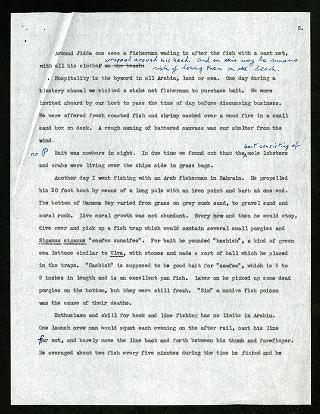 5.
Around Jidda one sees a fisherman wading in after the fish with a cast net,
wrapped around his head and in this way he runs no
with all his clothes on the beach.
risk of losing them on the beach.
Hospitality is the byword in all Arabia, land or sea. One day during a
blustery shamal we visited a stake net fisherman to purchase bait. We were
invited aboard by our host to pass the time of day before discussing business.
We were offered fresh roasted fish and shrimp cooked over a wood fire in a small
sand box on deck. A rough awning of battered canvass was our shelter from the
wind.
bait consisting of
no ¶ Bait was nowhere in sight. In due time we found out that the mole lobsters
and crabs were living over the ships side in grass bags.
Another day I went fishing with an Arab fisherman in Bahrain. He propelled
his 20 foot boat by means of a long pole with an iron point and barb at one end.
The bottom of Manama Bay varied from grass on grey muck sand, to gravel sand and
coral rock. Live coral growth was not abundant. Every now and then he would stop,
dive over and pick up a fish trap which would contain several small porgies and
Siganus siganus "saafee sunaifee". For bait he pounded "hashish", a kind of green
sea lettuce similar to Ulva, with stones and made a sort of ball which he placed
in the traps. "Hashish" is supposed to be good bait for "saafee", which is 6 to
8 inches in length and is an excellent pan fish. Later on he picked up some dead
porgies on the bottom, but they were still fresh. "Sim" a native fish poison
was the cause of their deaths.
Enthusiasm and skill for hook and line fishing has no limits in Arabia.
One launch crew man would squat each evening on the after rail, cast his line
far out, and barely move the line back and forth between his thumb and forefinger.
He averaged about two fish every five minutes during the time he fished and he